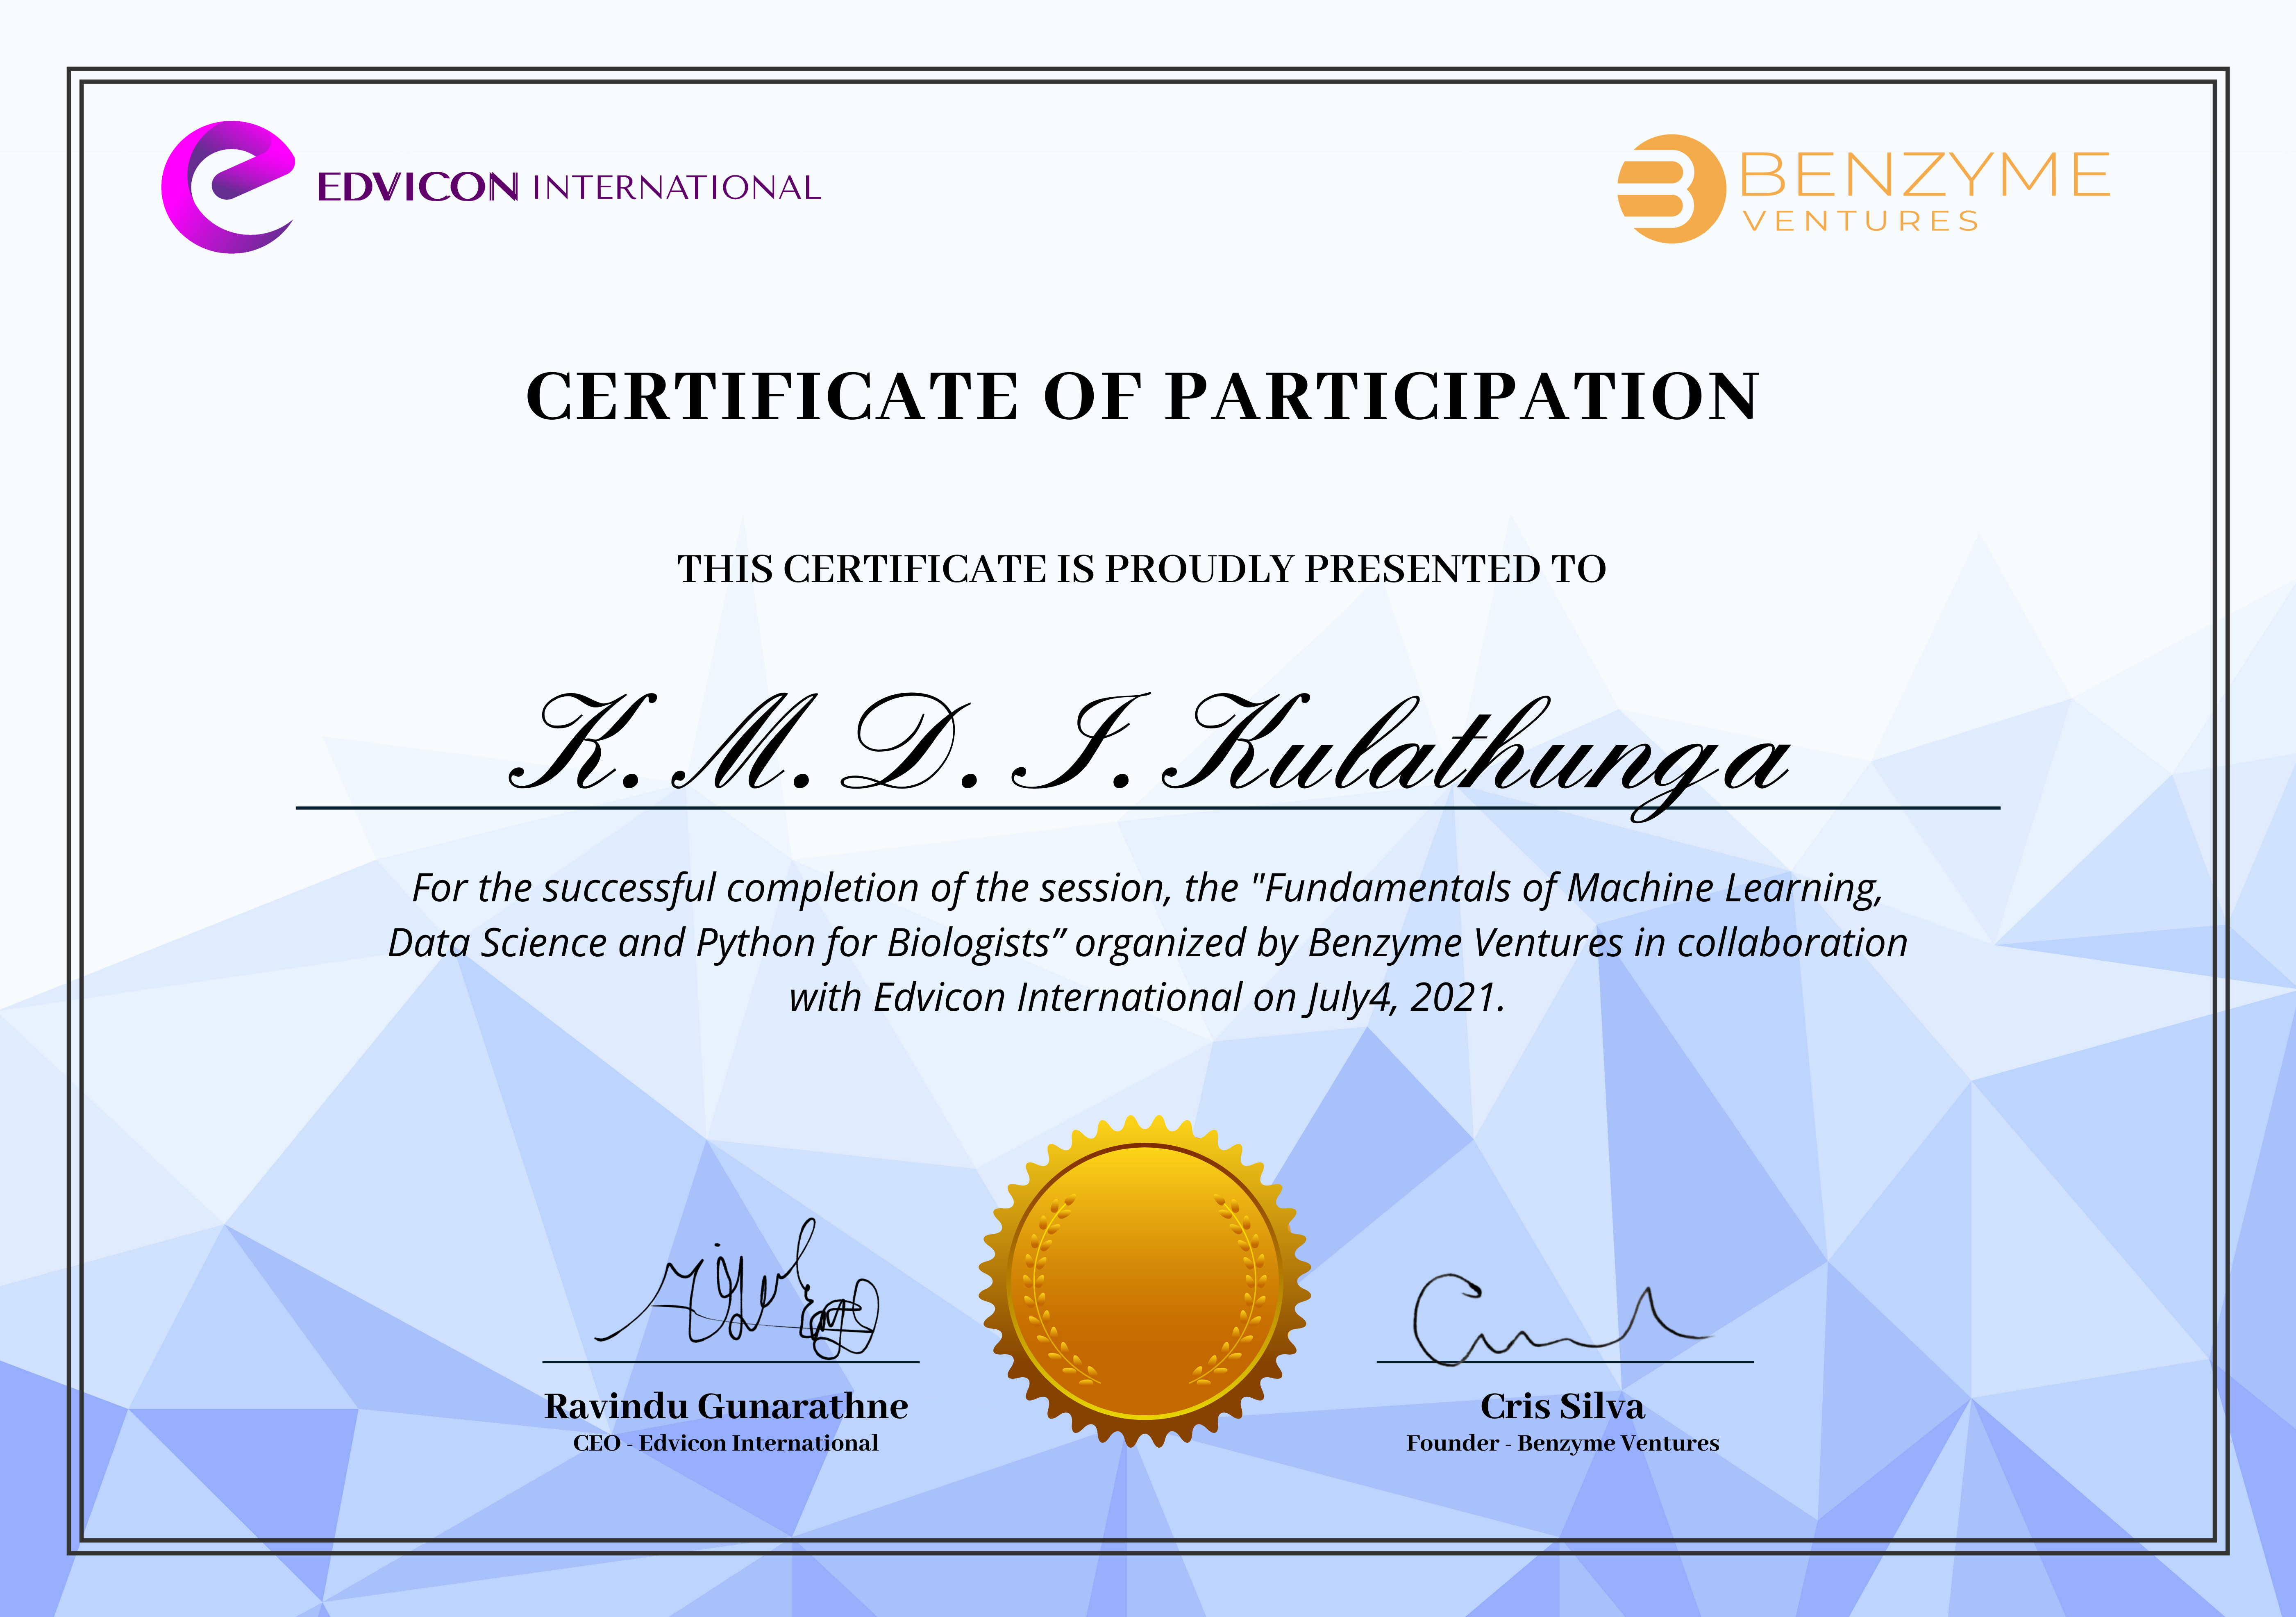 EDVICON INTERNATIONAL
BENZYME
VENTURES
CERTIFICATE OF PARTICIPATION
THIS CERTIFICATE IS PROUDLY PRESENTED TO
K. M. D. I. Kulathunga
For the successful completion of the session, the "Fundamentals of Machine Learning,
Data Science and Python for Biologists” organized by Benzyme Ventures in collaboration
with Edvicon International on July4, 2021.
Ravindu Gunarathne
CEO - Edvicon International
Cris Silva
Founder - Benzyme Ventures